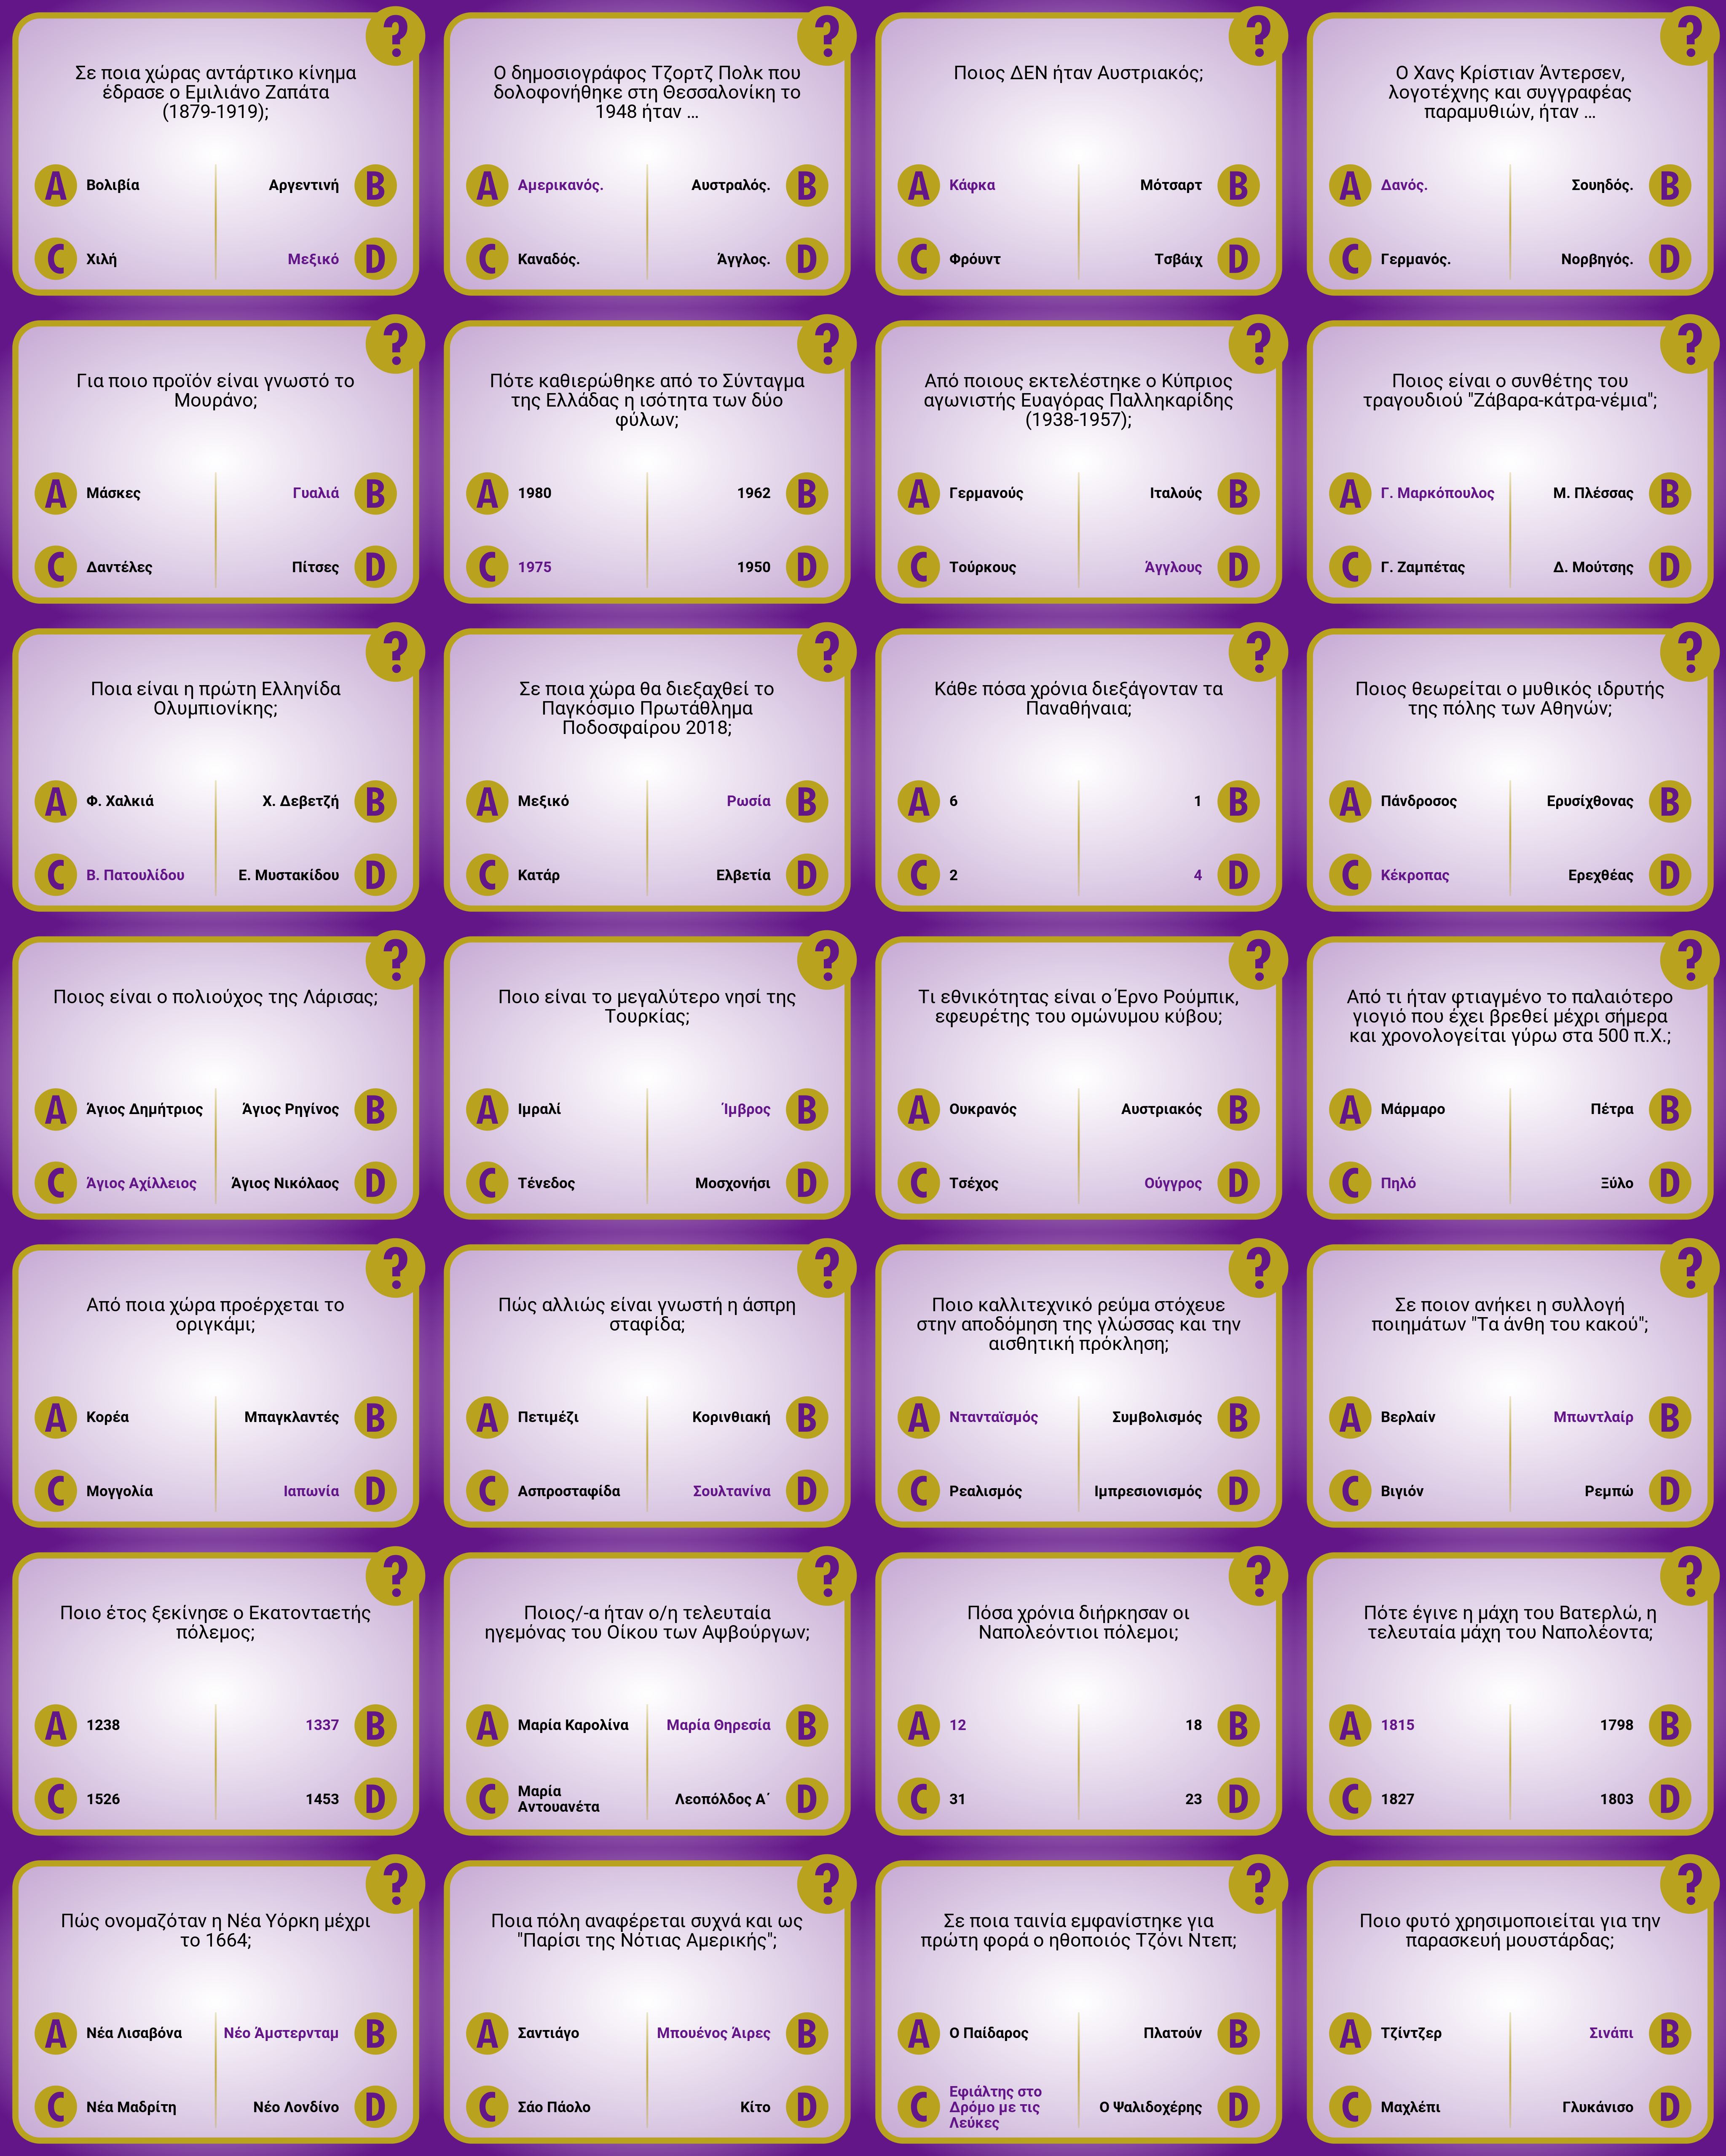 ?
Σε ποια χώρας αντάρτικο κίνημα
έδρασε ο Εμιλιάνο Ζαπάτα
(1879-1919);
A Βολιβία
Αργεντινή B
C Χιλή
Μεξικό D
?
Ο δημοσιογράφος Τζορτζ Πολκ που
δολοφονήθηκε στη Θεσσαλονίκη το
1948 ήταν ...
A Αμερικανός.
Αυστραλός. B
C Καναδός.
Άγγλος. D
?
Ποιος ΔΕΝ ήταν Αυστριακός;
A Κάφκα
Μότσαρτ B
C Φρόυντ
Τσβάιχ D
?
Ο Χανς Κρίστιαν Άντερσεν,
λογοτέχνης και συγγραφέας
παραμυθιών, ήταν ...
A Δανός.
Σουηδός. B
C Γερμανός.
Νορβηγός. D
?
Για ποιο προϊόν είναι γνωστό το
Μουράνο;
A Μάσκες
Γυαλιά B
C Δαντέλες
Πίτσες D
?
Πότε καθιερώθηκε από το Σύνταγμα
της Ελλάδας η ισότητα των δύο
φύλων;
A 1980
1962 B
C 1975
1950 D
?
Από ποιους εκτελέστηκε ο Κύπριος
αγωνιστής Ευαγόρας Παλληκαρίδης
(1938-1957);
A Γερμανούς
Ιταλούς B
C Τούρκους
Άγγλους D
?
Ποιος είναι ο συνθέτης του
τραγουδιού "Ζάβαρα-κάτρα-νέμια";
A Γ. Μαρκόπουλος
Μ. Πλέσσας B
C Γ. Ζαμπέτας
Δ. Μούτσης D
?
Ποια είναι η πρώτη Ελληνίδα
Ολυμπιονίκης;
A Φ. Χαλκιά
Χ. Δεβετζή B
C Β. Πατουλίδου
Ε. Μυστακίδου D
?
Σε ποια χώρα θα διεξαχθεί το
Παγκόσμιο Πρωτάθλημα
Ποδοσφαίρου 2018;
A Μεξικό
Ρωσία B
C Κατάρ
Ελβετία D
?
Κάθε πόσα χρόνια διεξάγονταν τα
Παναθήναια;
A 6
1 B
C 2
4 D
?
Ποιος θεωρείται ο μυθικός ιδρυτής
της πόλης των Αθηνών;
A Πάνδροσος
Ερυσίχθονας B
C Κέκροπας
Ερεχθέας D
?
Ποιος είναι ο πολιούχος της Λάρισας;
A Άγιος Δημήτριος
Άγιος Ρηγίνος B
C Άγιος Αχίλλειος
Άγιος Νικόλαος D
?
Ποιο είναι το μεγαλύτερο νησί της
Τουρκίας;
A Ιμραλί
Ίμβρος B
C Τένεδος
Μοσχονήσι D
?
Τι εθνικότητας είναι ο Έρνο Ρούμπικ,
εφευρέτης του ομώνυμου κύβου;
A Ουκρανός
Αυστριακός B
C Τσέχος
Ούγγρος D
?
Από τι ήταν φτιαγμένο το παλαιότερο
γιογιό που έχει βρεθεί μέχρι σήμερα
και χρονολογείται γύρω στα 500 π.Χ.;
A Μάρμαρο
Πέτρα B
C Πηλό
Ξύλο D
?
Από ποια χώρα προέρχεται το
οριγκάμι;
A Κορέα
Μπαγκλαντές B
C Μογγολία
Ιαπωνία D
?
Πώς αλλιώς είναι γνωστή η άσπρη
σταφίδα;
A Πετιμέζι
Κορινθιακή B
C Ασπροσταφίδα
Σουλτανίνα D
?
Ποιο καλλιτεχνικό ρεύμα στόχευε
στην αποδόμηση της γλώσσας και την
αισθητική πρόκληση;
A Ντανταϊσμός
Συμβολισμός B
C Ρεαλισμός
Ιμπρεσιονισμός D
?
Σε ποιον ανήκει η συλλογή
ποιημάτων "Τα άνθη του κακού";
A Βερλαίν
Μπωντλαίρ B
C Βιγιόν
Ρεμπώ D
?
Ποιο έτος ξεκίνησε ο Εκατονταετής
πόλεμος;
A 1238
1337 B
C 1526
1453 D
?
Ποιος/-α ήταν ο/η τελευταία
ηγεμόνας του Οίκου των Αψβούργων;
A Μαρία Καρολίνα
Μαρία Θηρεσία B
C Μαρία
Αντουανέτα
Λεοπόλδος Α΄ D
?
Πόσα χρόνια διήρκησαν οι
Ναπολεόντιοι πόλεμοι;
A 12
18 B
C 31
23 D
?
Πότε έγινε η μάχη του Βατερλώ, η
τελευταία μάχη του Ναπολέοντα;
A 1815
1798 B
C 1827
1803 D
?
Πώς ονομαζόταν η Νέα Υόρκη μέχρι
το 1664;
A Νέα Λισαβόνα
Νέο Άμστερνταμ B
C Νέα Μαδρίτη
Νέο Λονδίνο D
?
Ποια πόλη αναφέρεται συχνά και ως
"Παρίσι της Νότιας Αμερικής";
A Σαντιάγο
Μπουένος Άιρες B
C Σάο Πάολο
Κίτο D
?
Σε ποια ταινία εμφανίστηκε για
πρώτη φορά ο ηθοποιός Τζόνι Ντεπ;
A Ο Παίδαρος
Πλατούν B
C Εφιάλτης στο
Δρόμο με τις
Λεύκες
Ο Ψαλιδοχέρης D
?
Ποιο φυτό χρησιμοποιείται για την
παρασκευή μουστάρδας;
A Τζίντζερ
Σινάπι B
C Μαχλέπι
Γλυκάνισο D